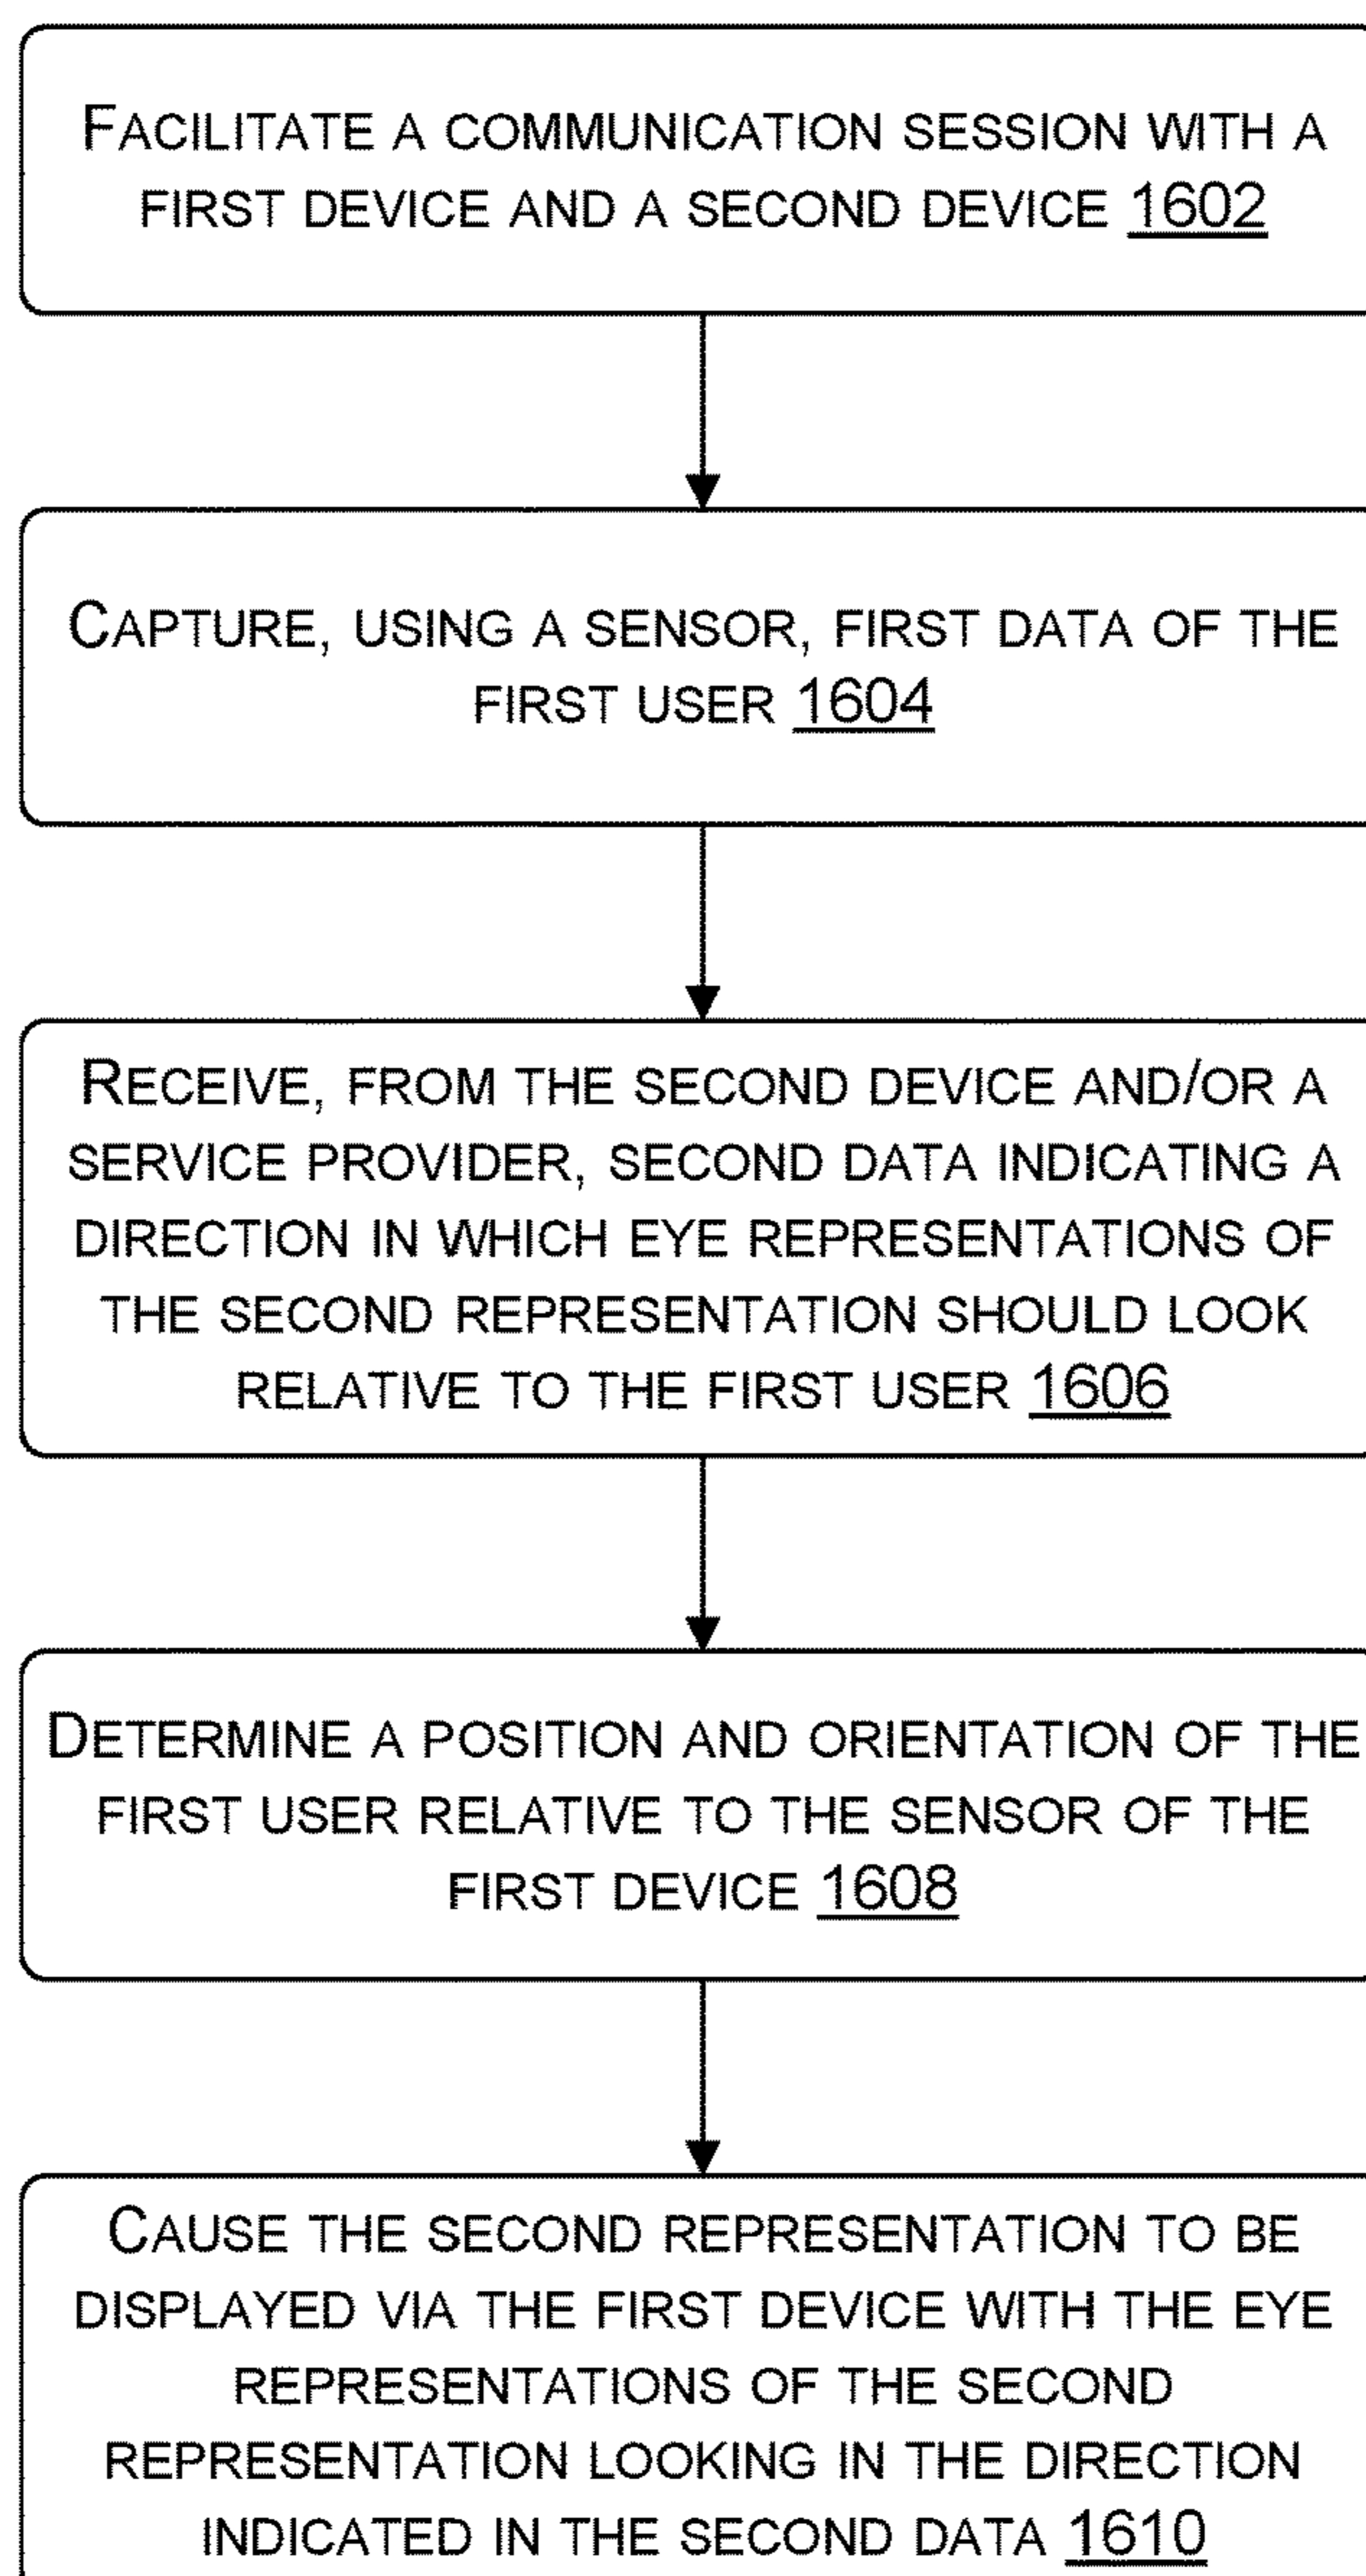 FACILITATE A COMMUNICATION SESSION WITH A
FIRST DEVICE AND A SECOND DEVICE 1602
CAPTURE, USING A SENSOR, FIRST DATA OF THE
FIRST USER 1604
RECEIVE, FROM THE SECOND DEVICE AND/OR A
SERVICE PROVIDER, SECOND DATA INDICATING A
DIRECTION IN WHICH EYE REPRESENTATIONS OF
THE SECOND REPRESENTATION SHOULD LOOK
RELATIVE TO THE FIRST USER 1606
DETERMINE A POSITION AND ORIENTATION OF THE
FIRST USER RELATIVE TO THE SENSOR OF THE
FIRST DEVICE 1608
CAUSE THE SECOND REPRESENTATION TO BE
DISPLAYED VIA THE FIRST DEVICE WITH THE EYE
REPRESENTATIONS OF THE SECOND
REPRESENTATION LOOKING IN THE DIRECTION
INDICATED IN THE SECOND DATA 1610